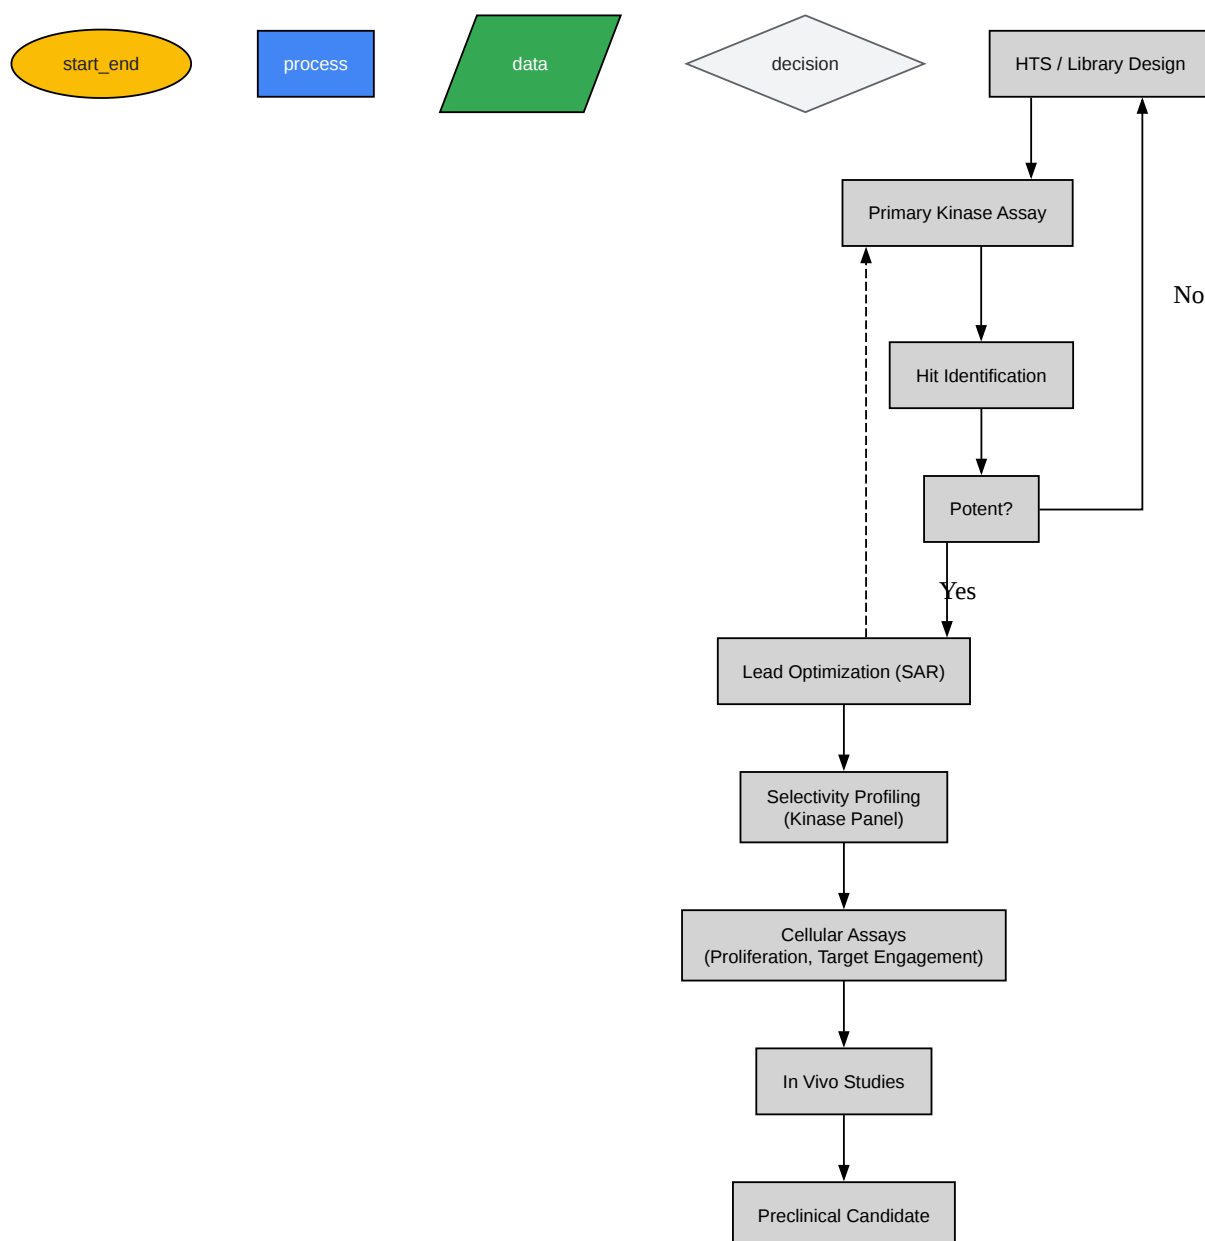 start_end
process
data
decision
HTS / Library Design
Primary Kinase Assay
No
Hit Identification
Potent?
Yes
Lead Optimization (SAR)
Selectivity Profiling
(Kinase Panel)
Cellular Assays
(Proliferation, Target Engagement)
In Vivo Studies
Preclinical Candidate